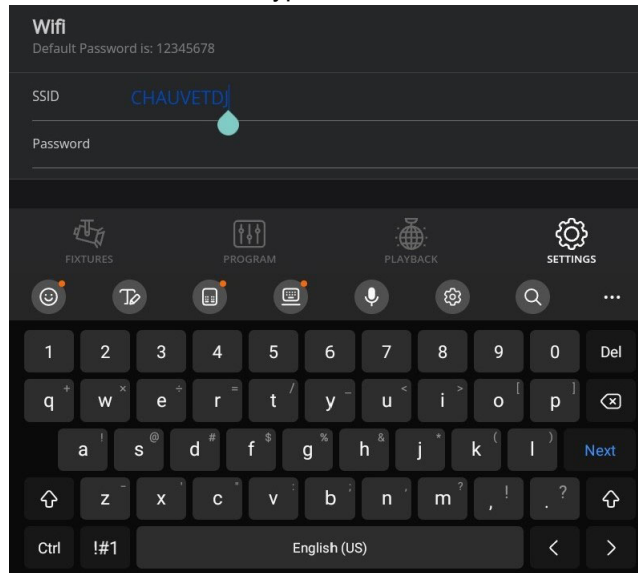 Wifi
Default Password is: 12345678
SSID CHAUVETDJ
Password
FIXTURES PROGRAM PLAYBACK SETTINGS
1 2 3 4 5 6 7 8 9 0 Del
q + w × e ÷ r = t / y _ u < i > o [ p ]
a ! s @ d # f $ g % h & j * k ( l ) Next
z - x ' c " v : b ; n , m ? , ! . ?
Ctrl !#1 English (US) < >